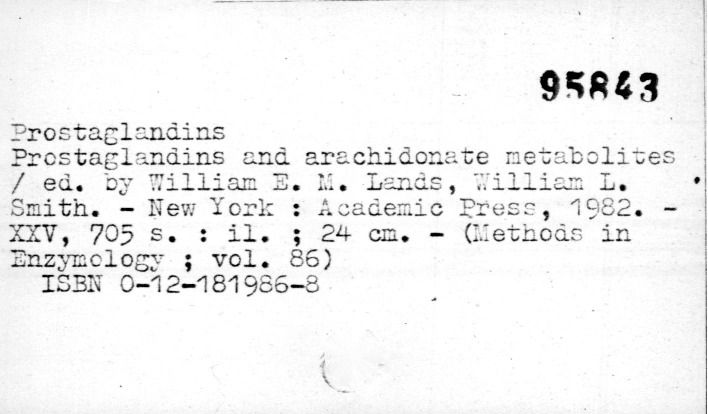 95843
Prostaglandins
Prostaglandins and arachidonate metabolites
/ ed. by William E. M. Lands, William L.
Smith. - New York : Academic Press, 1982. -
XXV, 705 s. : il. ; 24 cm. - (Methods in
Enzymology ; vol. 86)
ISBN 0-12-181986-8